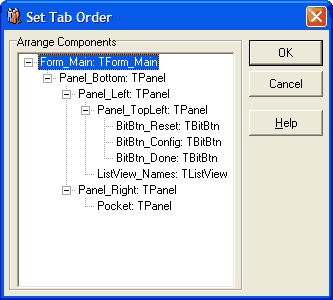 Set Tab Order
Arrange Components
Form_Main: TForm_Main
Panel_Bottom: TPanel
Panel_Left: TPanel
Panel_TopLeft: TPanel
BitBtn_Reset: TBitBtn
BitBtn_Config: TBitBtn
BitBtn_Done: TBitBtn
ListView_Names: TListView
Panel_Right: TPanel
Pocket: TPanel
OK
Cancel
Help